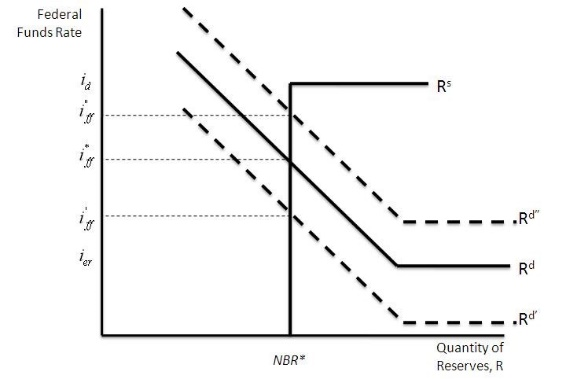 Federal
Funds Rate
i_d
i''_ff
i*_ff
i'_ff
i_er
R^s
R^d''
R^d
R^d'
NBR*
Quantity of
Reserves, R